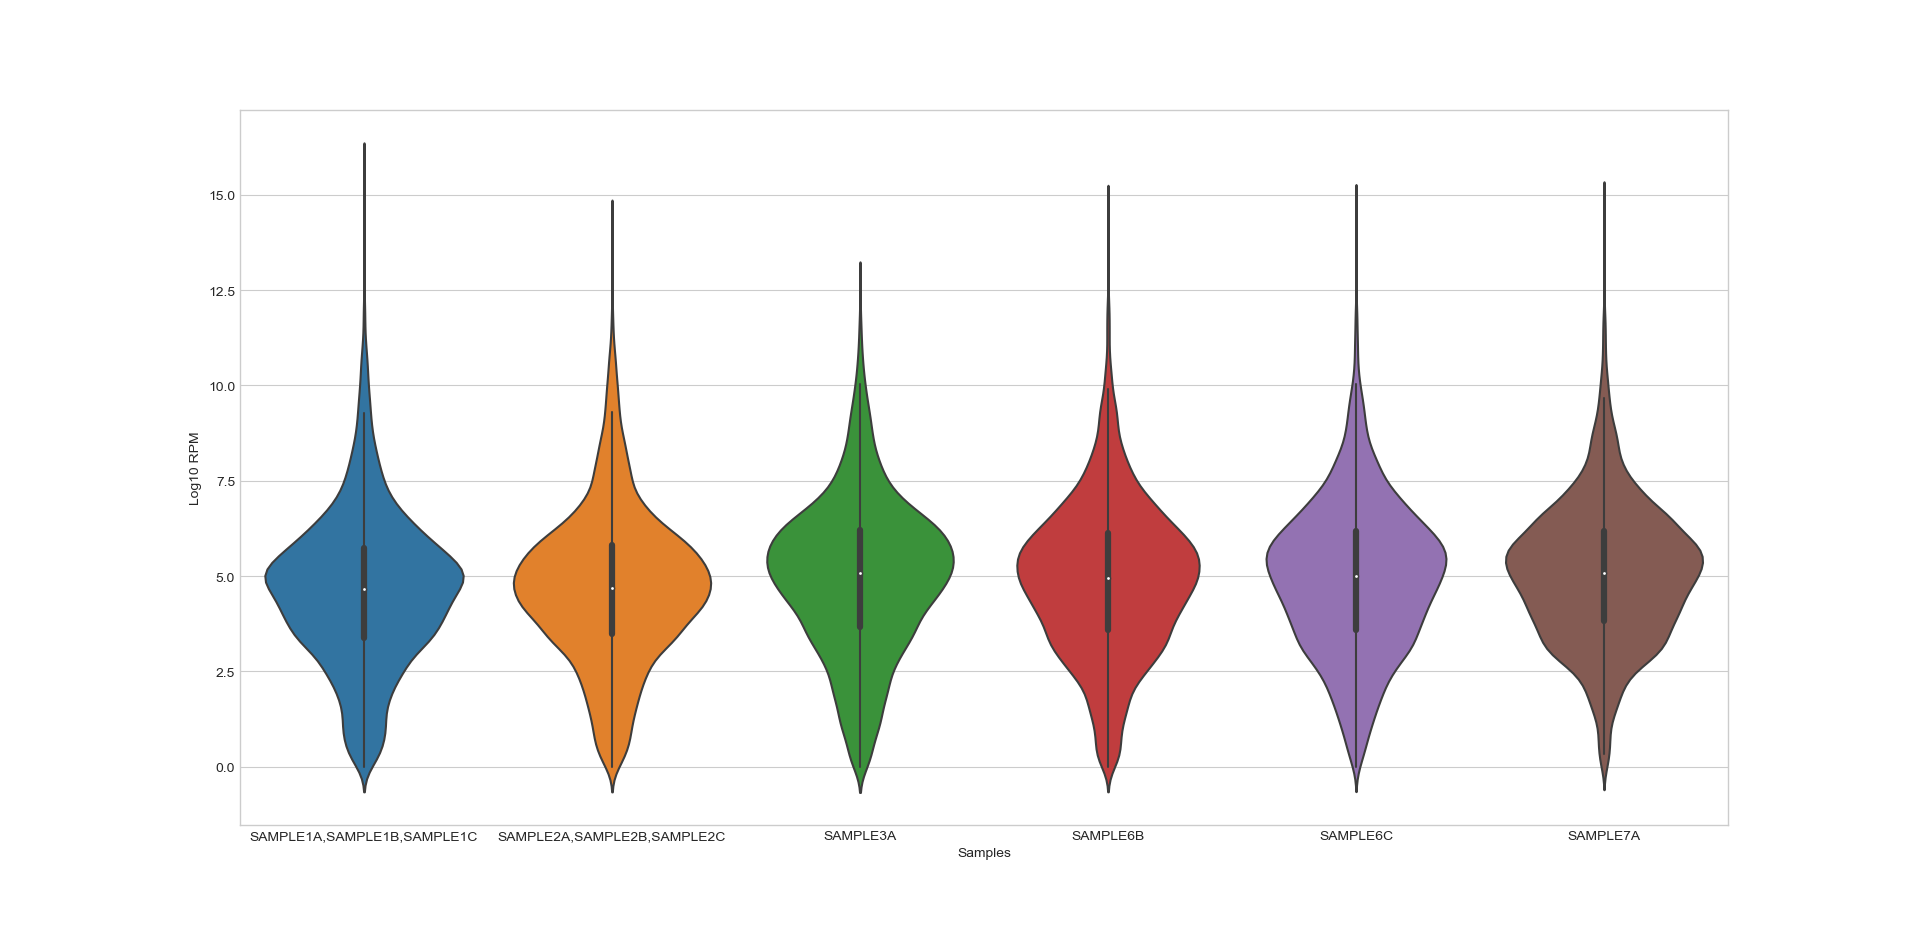 15.0
12.5
10.0
7.5
5.0
2.5
0.0
Log10 RPM
SAMPLE1A,SAMPLE1B,SAMPLE1C SAMPLE2A,SAMPLE2B,SAMPLE2C SAMPLE3A SAMPLE6B SAMPLE6C SAMPLE7A
Samples